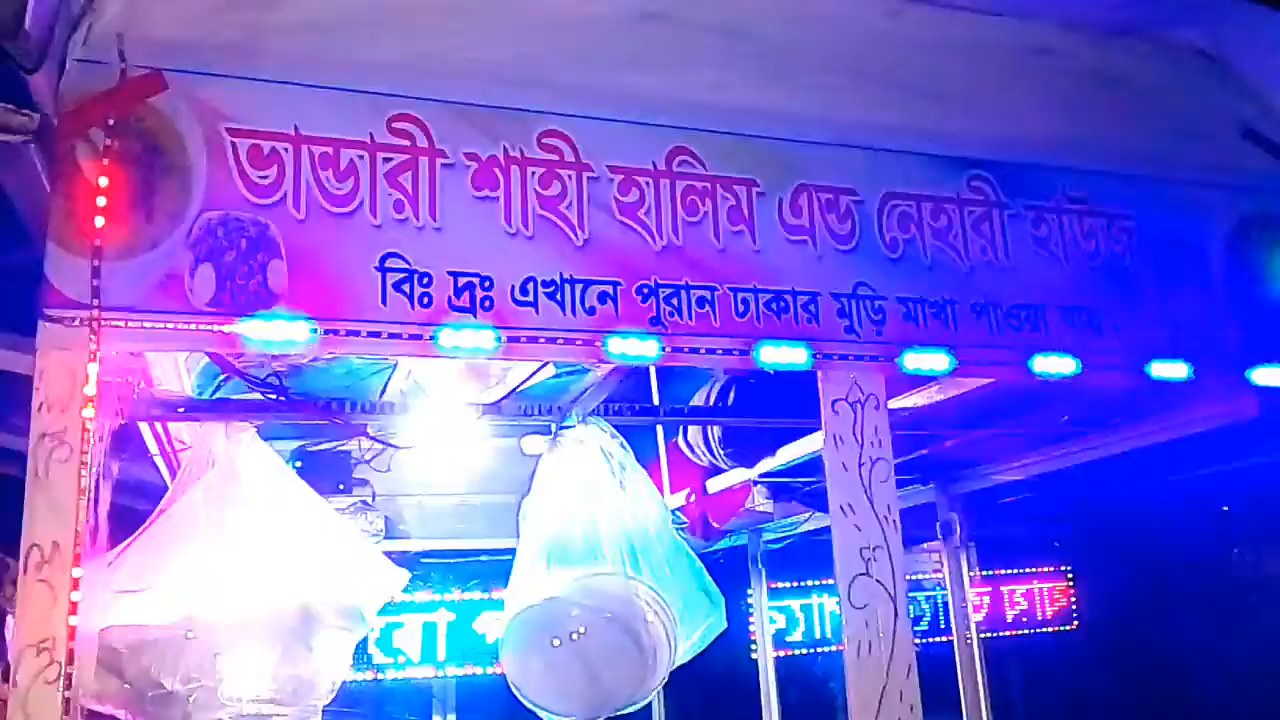 ভান্ডারী শাহী হালিম এন্ড নেহারী হাউজ
বিঃ দ্রঃ এখানে পুরান ঢাকার মুড়ি মাখা পাওয়া যায়